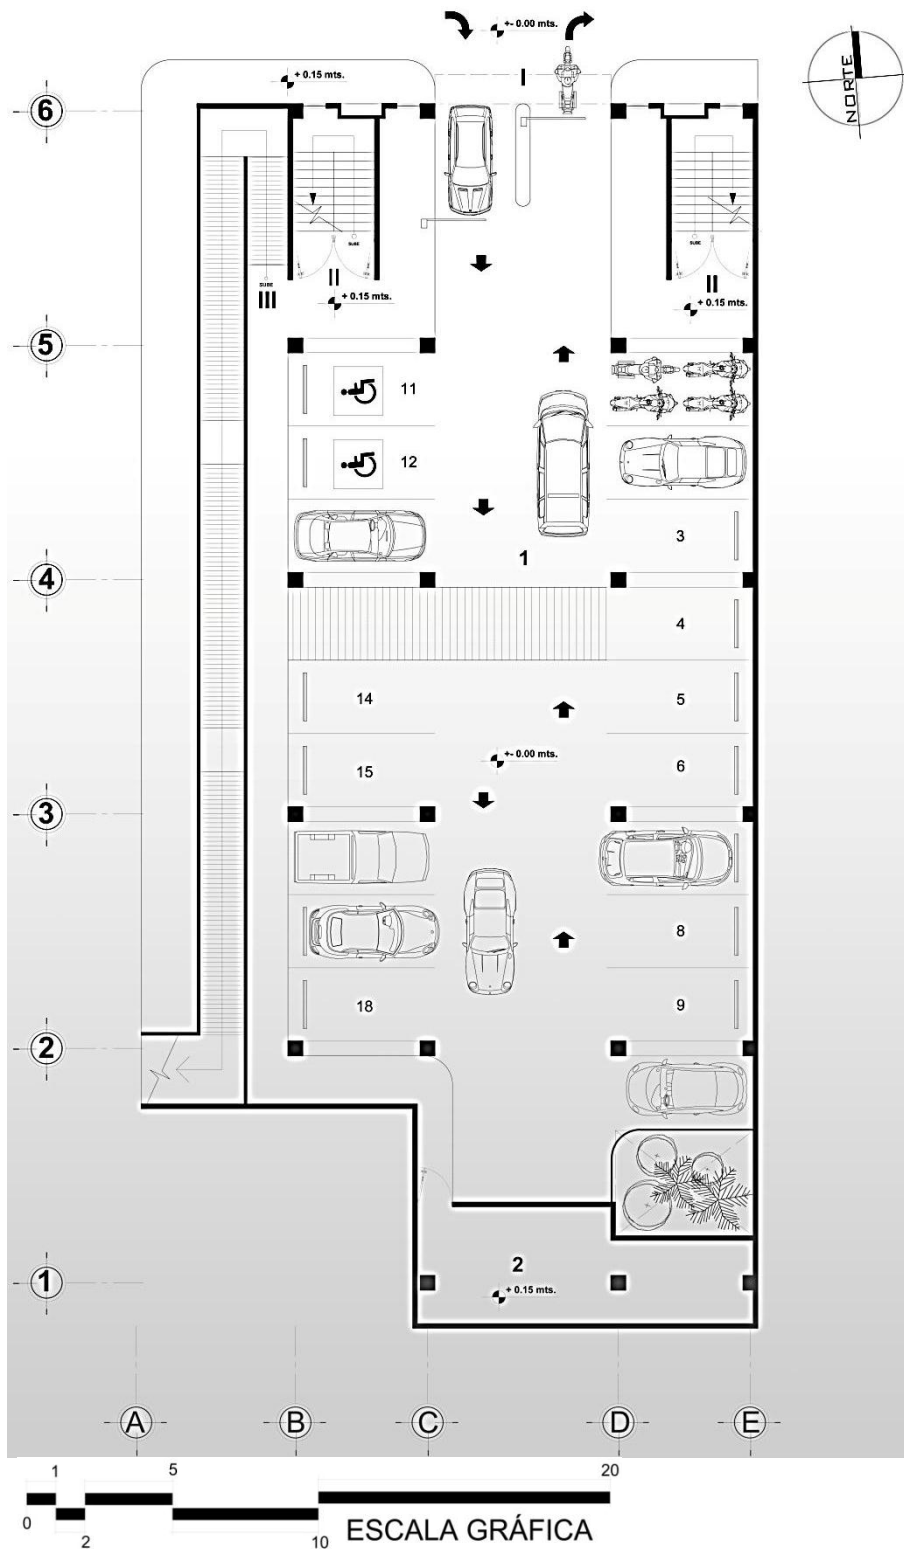 +- 0.00 mts.
+ 0.15 mts.
NORTE
6
I
SUBE
SUBE
II
II
SUBE
III
+ 0.15 mts.
+ 0.15 mts.
5
11
12
3
1
4
4
14
5
+- 0.00 mts.
15
6
3
8
18
9
2
2
+ 0.15 mts.
1
A
B
C
D
E
1
5
20
0
2
10
ESCALA GRÁFICA